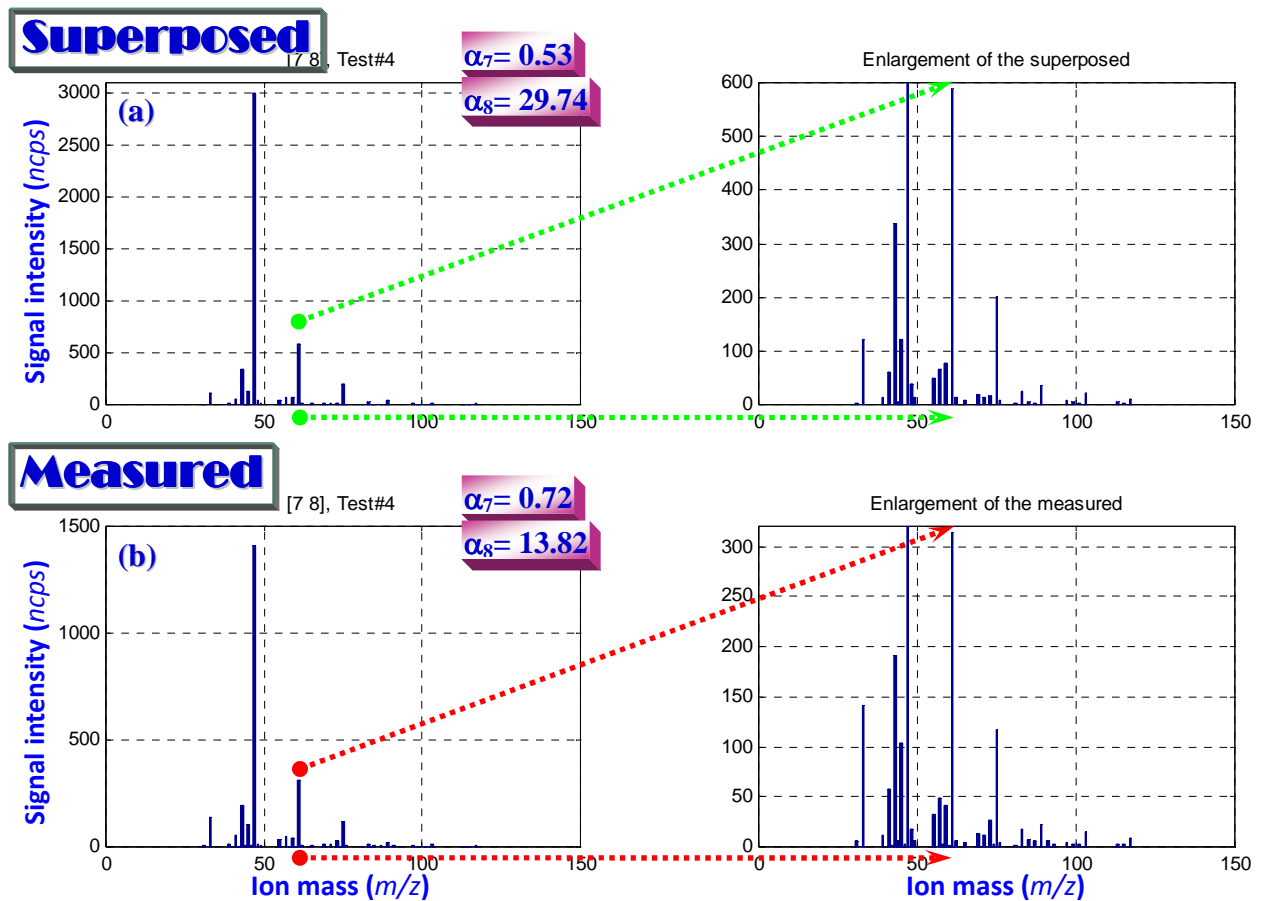 Superposed
[7 8], Test#4
α7= 0.53
α8= 29.74
Enlargement of the superposed
(a)
Signal intensity (ncps)
3000
2500
2000
1500
1000
500
0
0
50
100
150
600
500
400
300
200
100
0
0
50
100
150
Measured
[7 8], Test#4
α7= 0.72
α8= 13.82
Enlargement of the measured
(b)
Signal intensity (ncps)
1500
1000
500
0
0
50
100
150
Ion mass (m/z)
300
250
200
150
100
50
0
0
50
100
150
Ion mass (m/z)